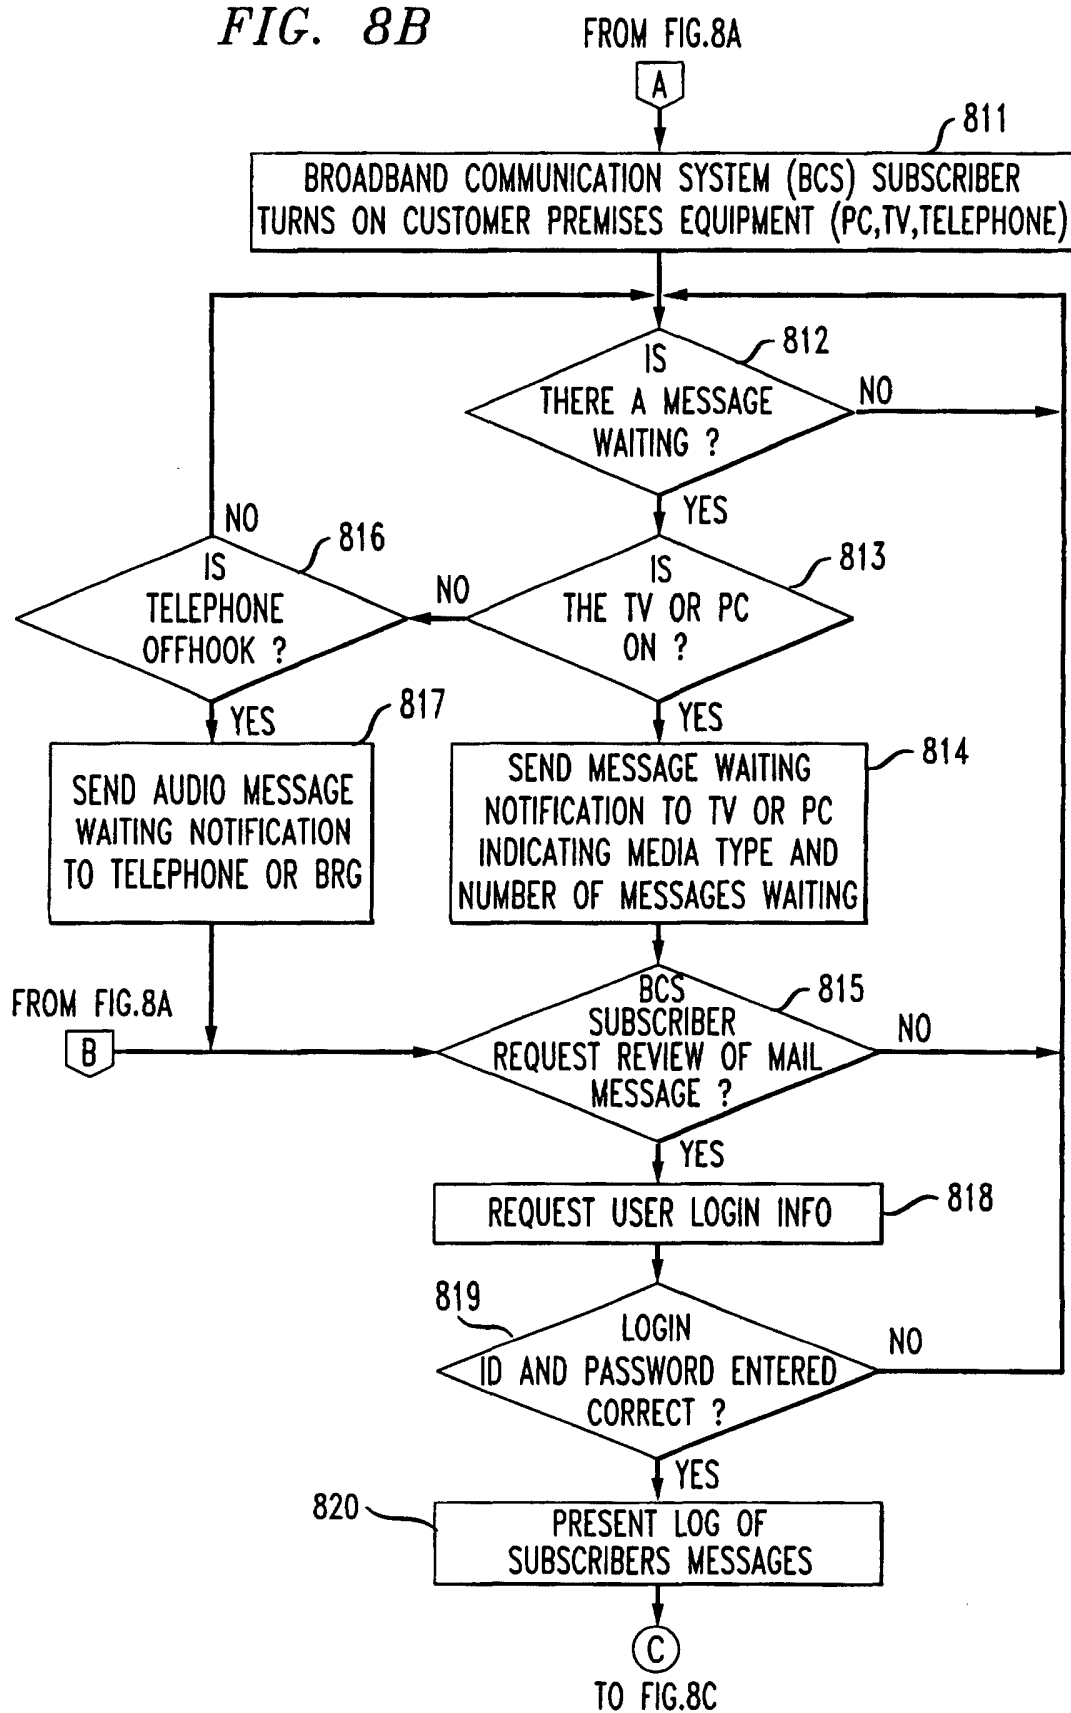 FIG. 8B
FROM FIG.8A
A
811
BROADBAND COMMUNICATION SYSTEM (BCS) SUBSCRIBER
TURNS ON CUSTOMER PREMISES EQUIPMENT (PC,TV,TELEPHONE)
812
IS
THERE A MESSAGE
WAITING ?
NO
YES
813
IS
THE TV OR PC
ON ?
NO
816
IS
TELEPHONE
OFFHOOK ?
NO
YES
817
SEND AUDIO MESSAGE
WAITING NOTIFICATION
TO TELEPHONE OR BRG
YES
814
SEND MESSAGE WAITING
NOTIFICATION TO TV OR PC
INDICATING MEDIA TYPE AND
NUMBER OF MESSAGES WAITING
FROM FIG.8A
B
815
BCS
SUBSCRIBER
REQUEST REVIEW OF MAIL
MESSAGE ?
NO
YES
818
REQUEST USER LOGIN INFO
819
LOGIN
ID AND PASSWORD ENTERED
CORRECT ?
NO
YES
820
PRESENT LOG OF
SUBSCRIBERS MESSAGES
C
TO FIG.8C